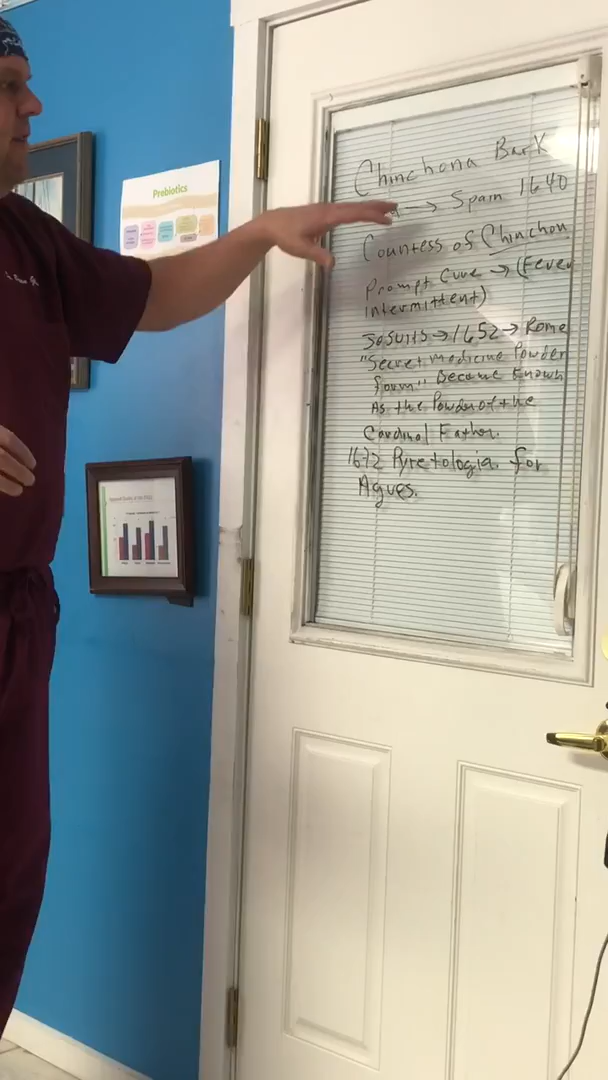 Prebiotics
Chinchona Bark
→ Spain 1640
Countess of Chinchon
Prompt Cure → (Fever
intermittent)
→ 1652 → Rome
"Secret medicine Powder
form" Became Known
As the Powder of the
Cardinal Father.
1672 Pyretologia for
Agues.